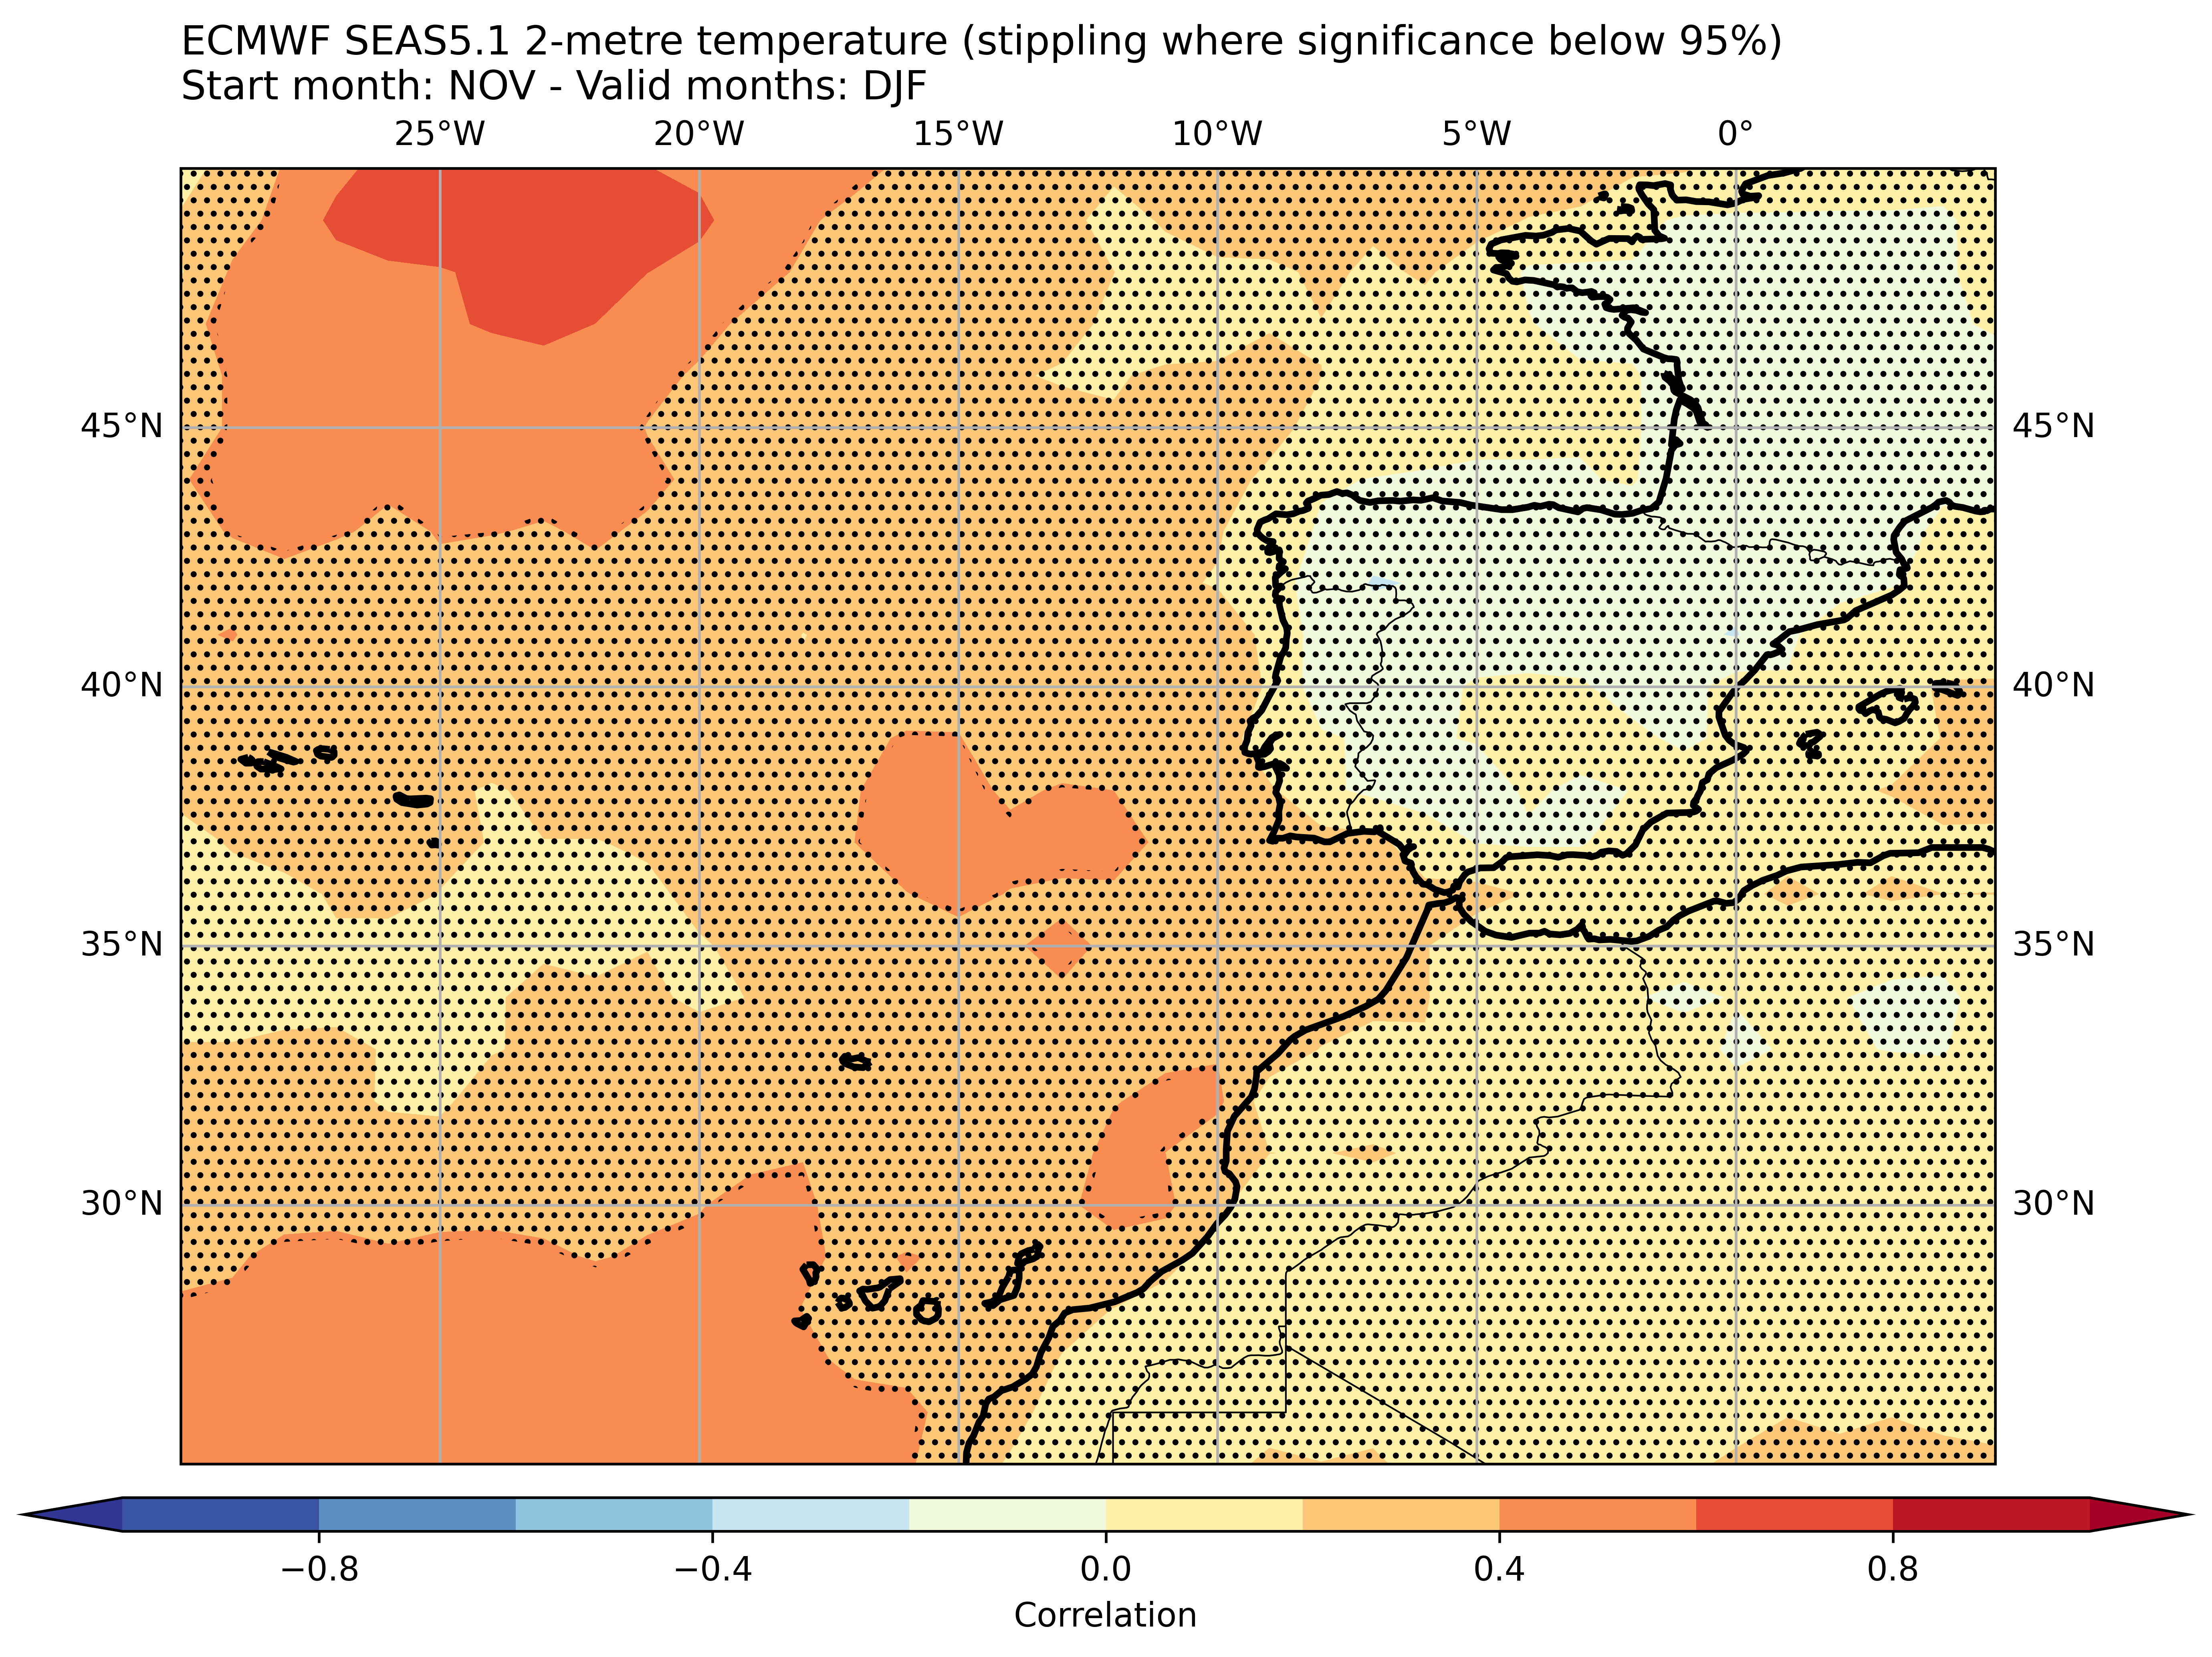 ECMWF SEAS5.1 2-metre temperature (stippling where significance below 95%)
Start month: NOV - Valid months: DJF
25°W 20°W 15°W 10°W 5°W 0°
45°N 45°N
40°N 40°N
35°N 35°N
30°N 30°N
−0.8 −0.4 0.0 0.4 0.8
Correlation